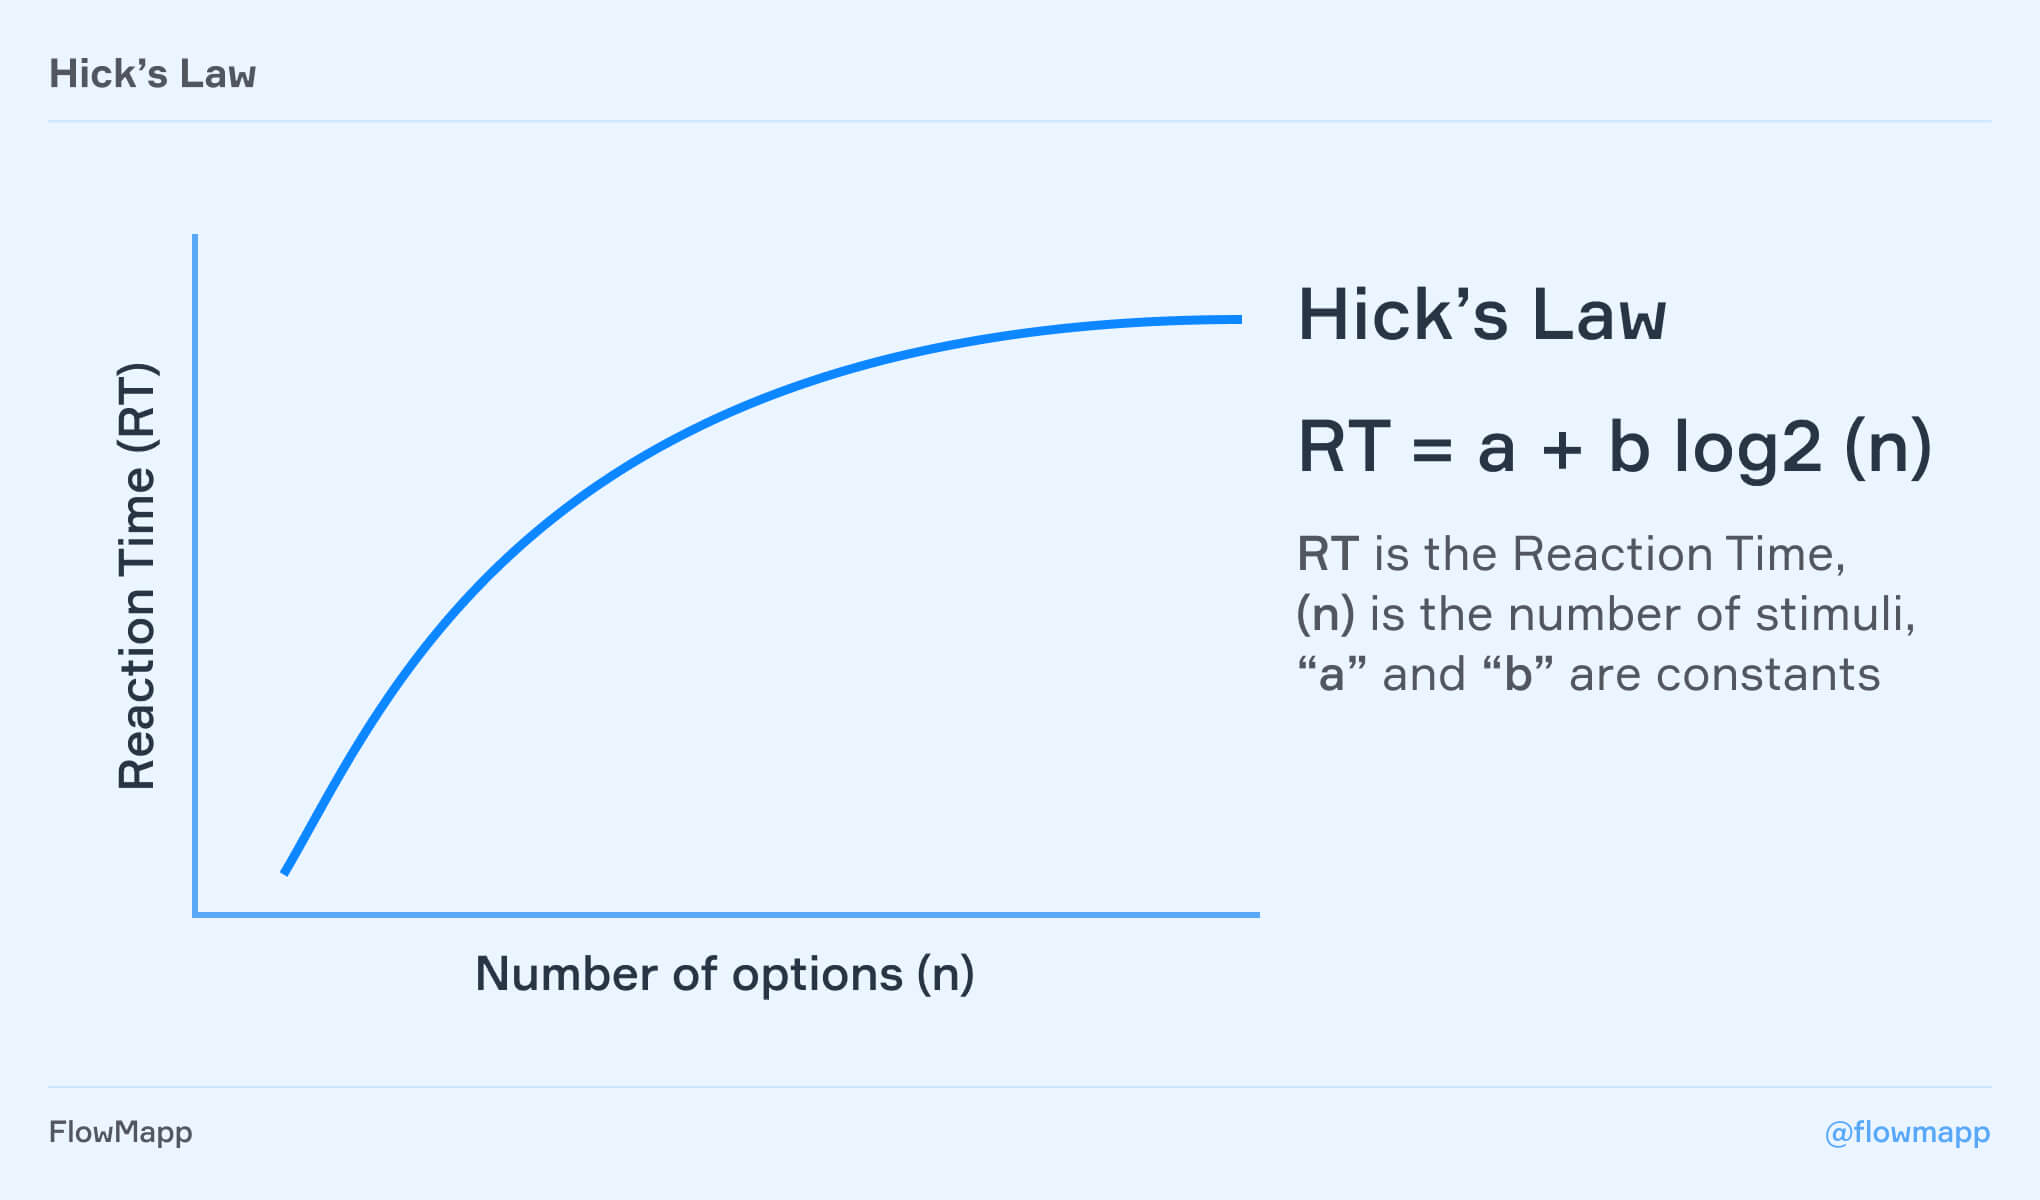 Hick’s Law
Reaction Time (RT)
Number of options (n)
Hick’s Law
RT = a + b log2 (n)
RT is the Reaction Time,
(n) is the number of stimuli,
“a” and “b” are constants
FlowMapp
@flowmapp